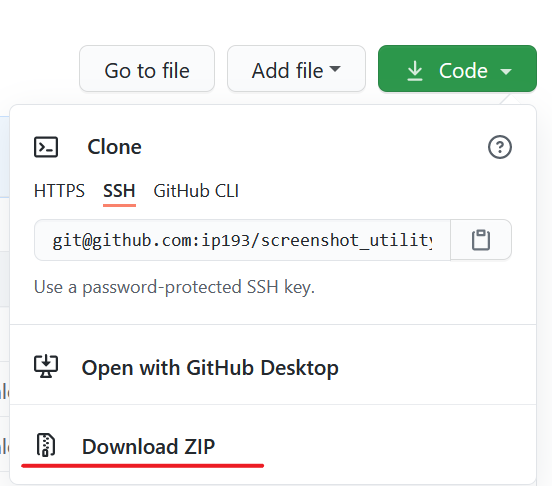 Go to file Add file Code
Clone
HTTPS SSH GitHub CLI
git@github.com:ip193/screenshot_utility
Use a password-protected SSH key.
Open with GitHub Desktop
Download ZIP